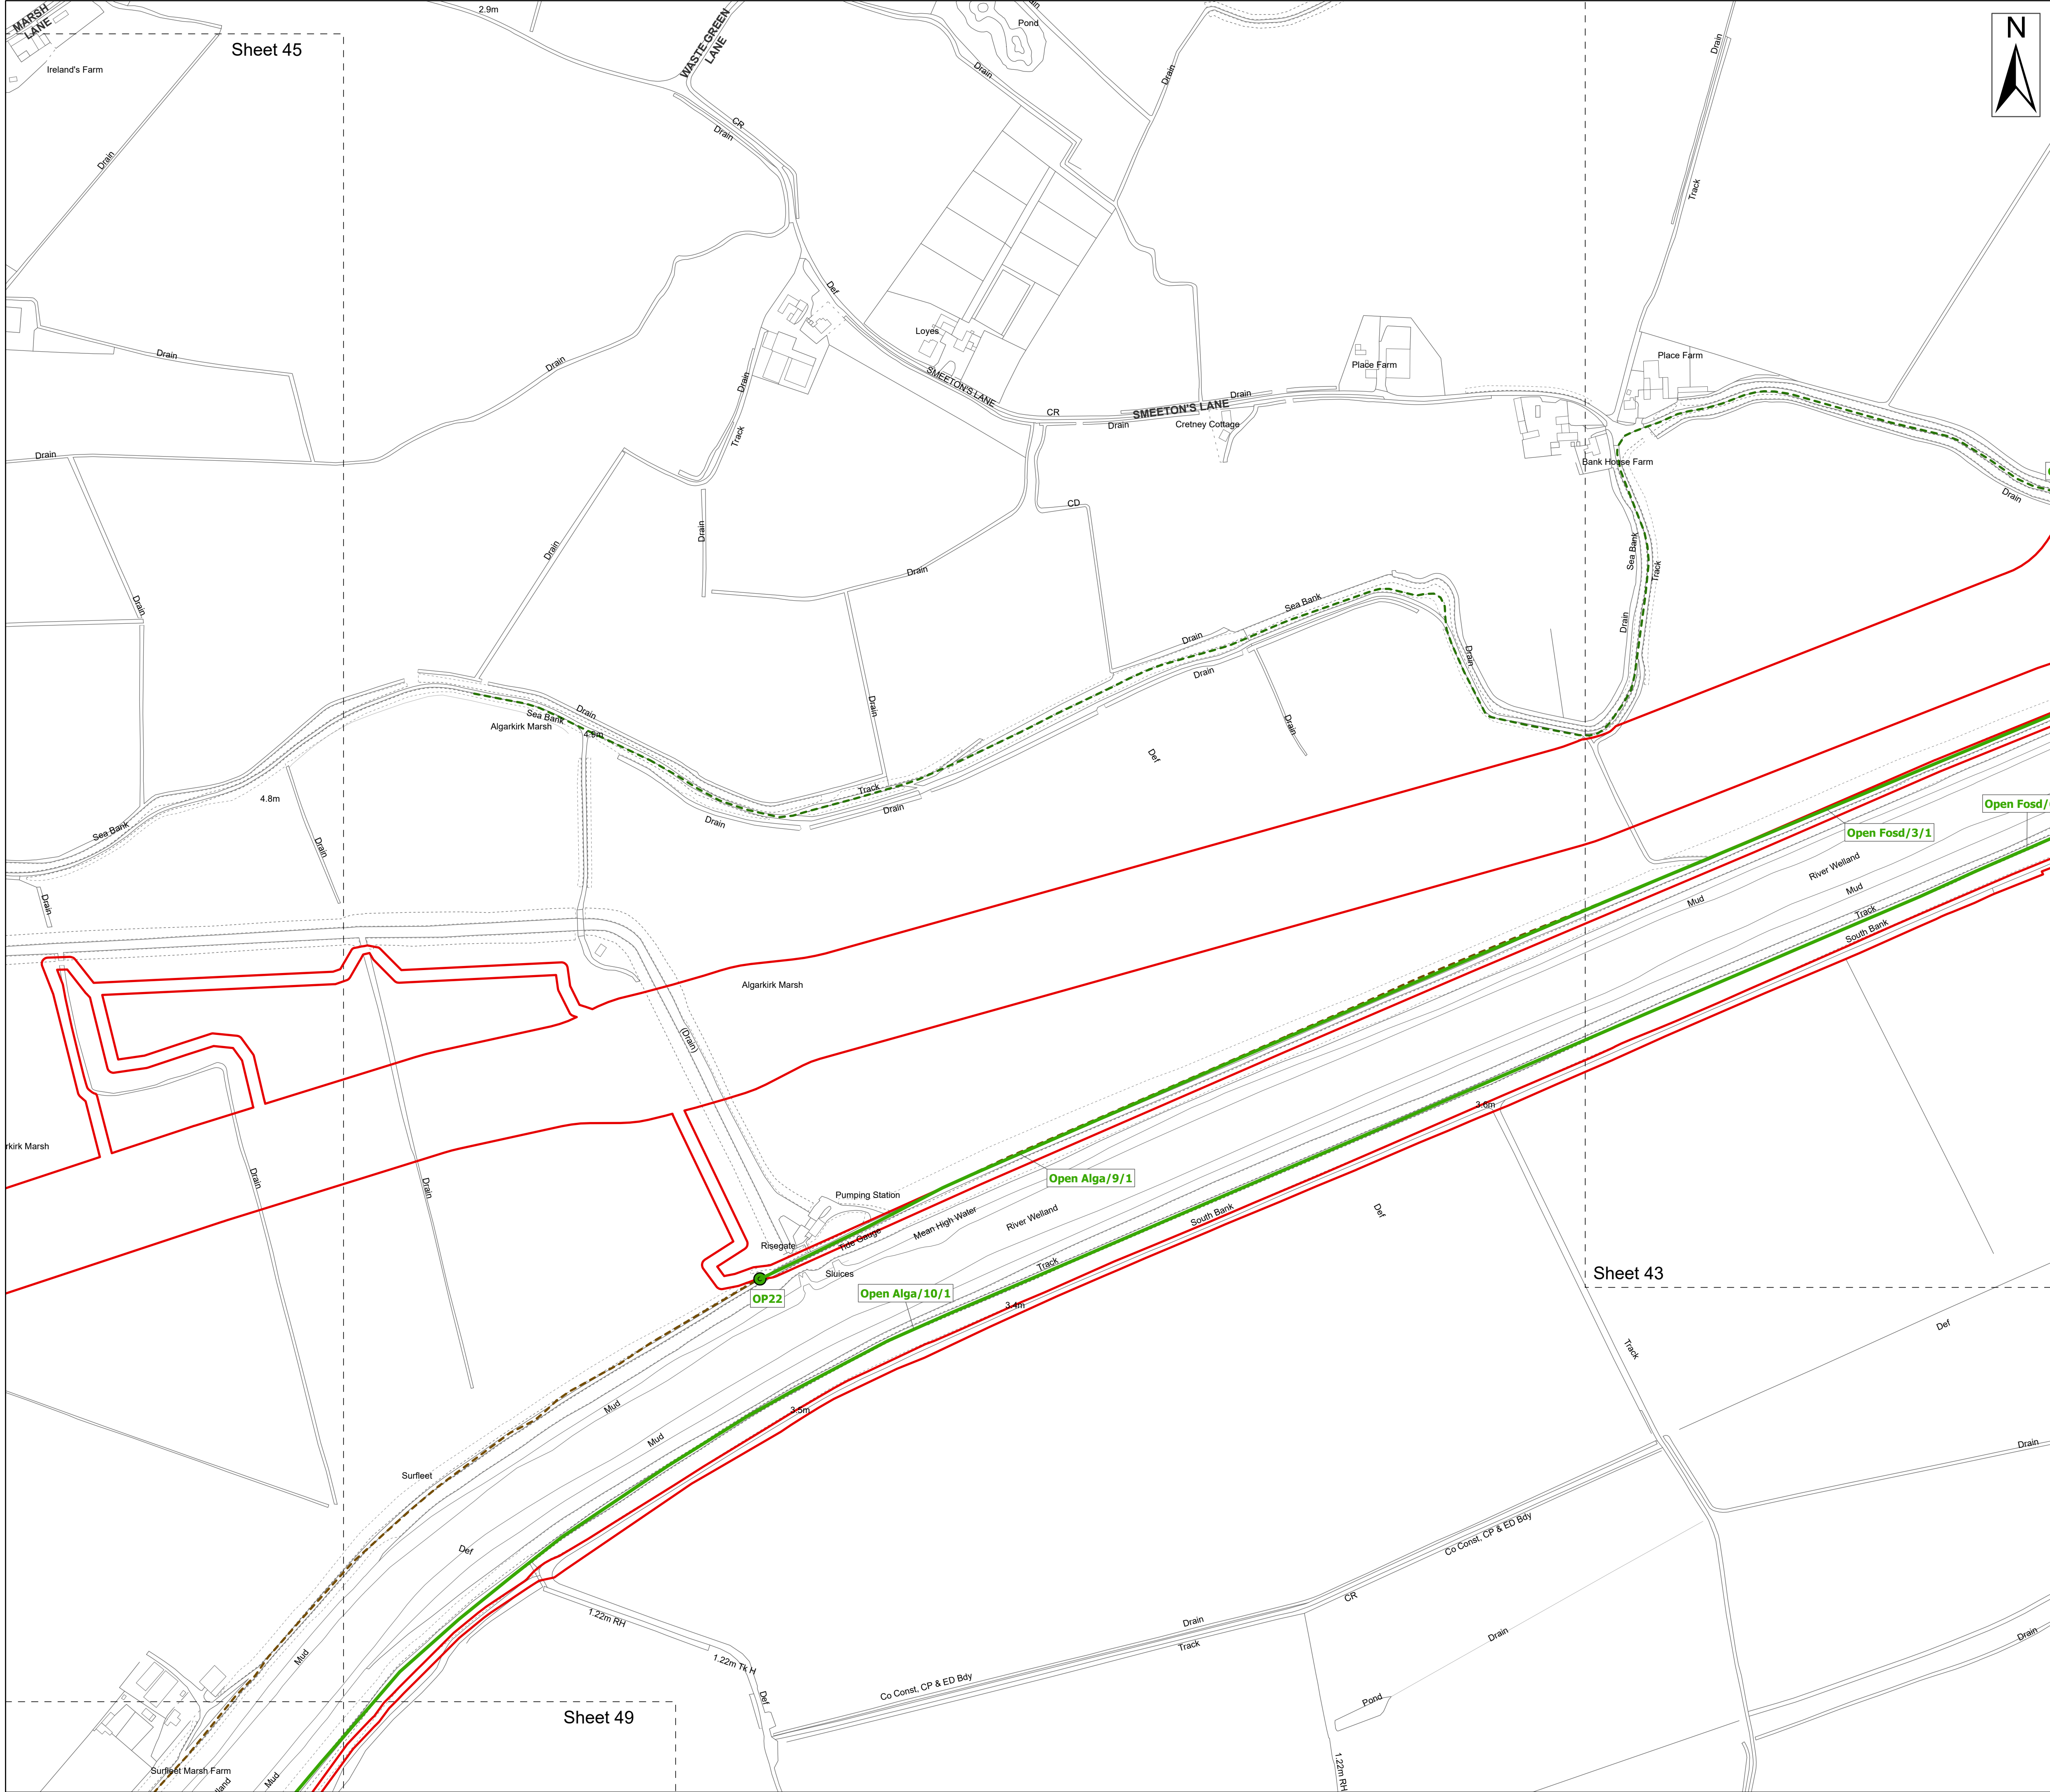 MARSH
LANE
Ireland's Farm
Sheet 45
2.9m
WASTE GREEN
LANE
Pond
Drain
Drain
Drain
N
Drain
CR
Drain
Track
Drain
Def
Loyes
SMEETON'S LANE
Drain
Drain
Drain
Track
CR
Drain
SMEETON'S LANE
Drain
Cretney Cottage
Place Farm
Place Farm
Bank House Farm
Drain
Drain
CD
Drain
Drain
Drain
Sea Bank
Track
Drain
Drain
Sea Bank
Drain
Drain
Drain
Drain
Drain
Sea Bank
Drain
Algarkirk Marsh
4.9m
Def
4.8m
Sea Bank
Drain
Track
Drain
Drain
Drain
Open Fosd/3/1
River Welland
Mud
Mud
Track
South Bank
Algarkirk Marsh
(Drain)
3.6m
rkirk Marsh
Drain
Drain
Open Alga/9/1
Pumping Station
Mean High Water
River Welland
South Bank
Def
Risegate
Tide Gauge
Sluices
Track
OP22
Open Alga/10/1
3.4m
Sheet 43
Def
Track
Mud
Mud
3.5m
Drain
Surfleet
Def
Co Const, CP & ED Bdy
CR
1.22m RH
Drain
Track
Drain
Drain
1.22m Tk H
Mud
Def
Co Const, CP & ED Bdy
Pond
Sheet 49
Surfleet Marsh Farm
Mud
lland
1.22m RH